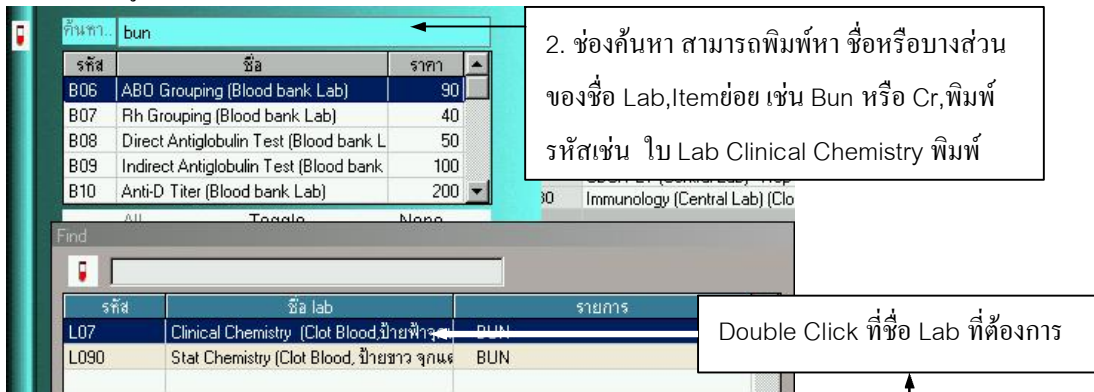 ค้นหา.. bun
รหัส ชื่อ ราคา
B06 ABO Grouping (Blood bank Lab) 90
B07 Rh Grouping (Blood bank Lab) 40
B08 Direct Antiglobulin Test (Blood bank L 50
B09 Indirect Antiglobulin Test (Blood bank 100
B10 Anti-D Titer (Blood bank Lab) 200
All Toggle None
2. ช่องค้นหา สามารถพิมพ์หา ชื่อหรือบางส่วน
ของชื่อ Lab,Itemย่อย เช่น Bun หรือ Cr,พิมพ์
รหัสเช่น ใบ Lab Clinical Chemistry พิมพ์
30 Immunology (Central Lab) (Clo
Find
รหัส ชื่อ lab รายการ
L07 Clinical Chemistry (Clot Blood,ป้ายฟ้าจุก BUN
L090 Stat Chemistry (Clot Blood, ป้ายขาว จุกแด BUN
Double Click ที่ชื่อ Lab ที่ต้องการ